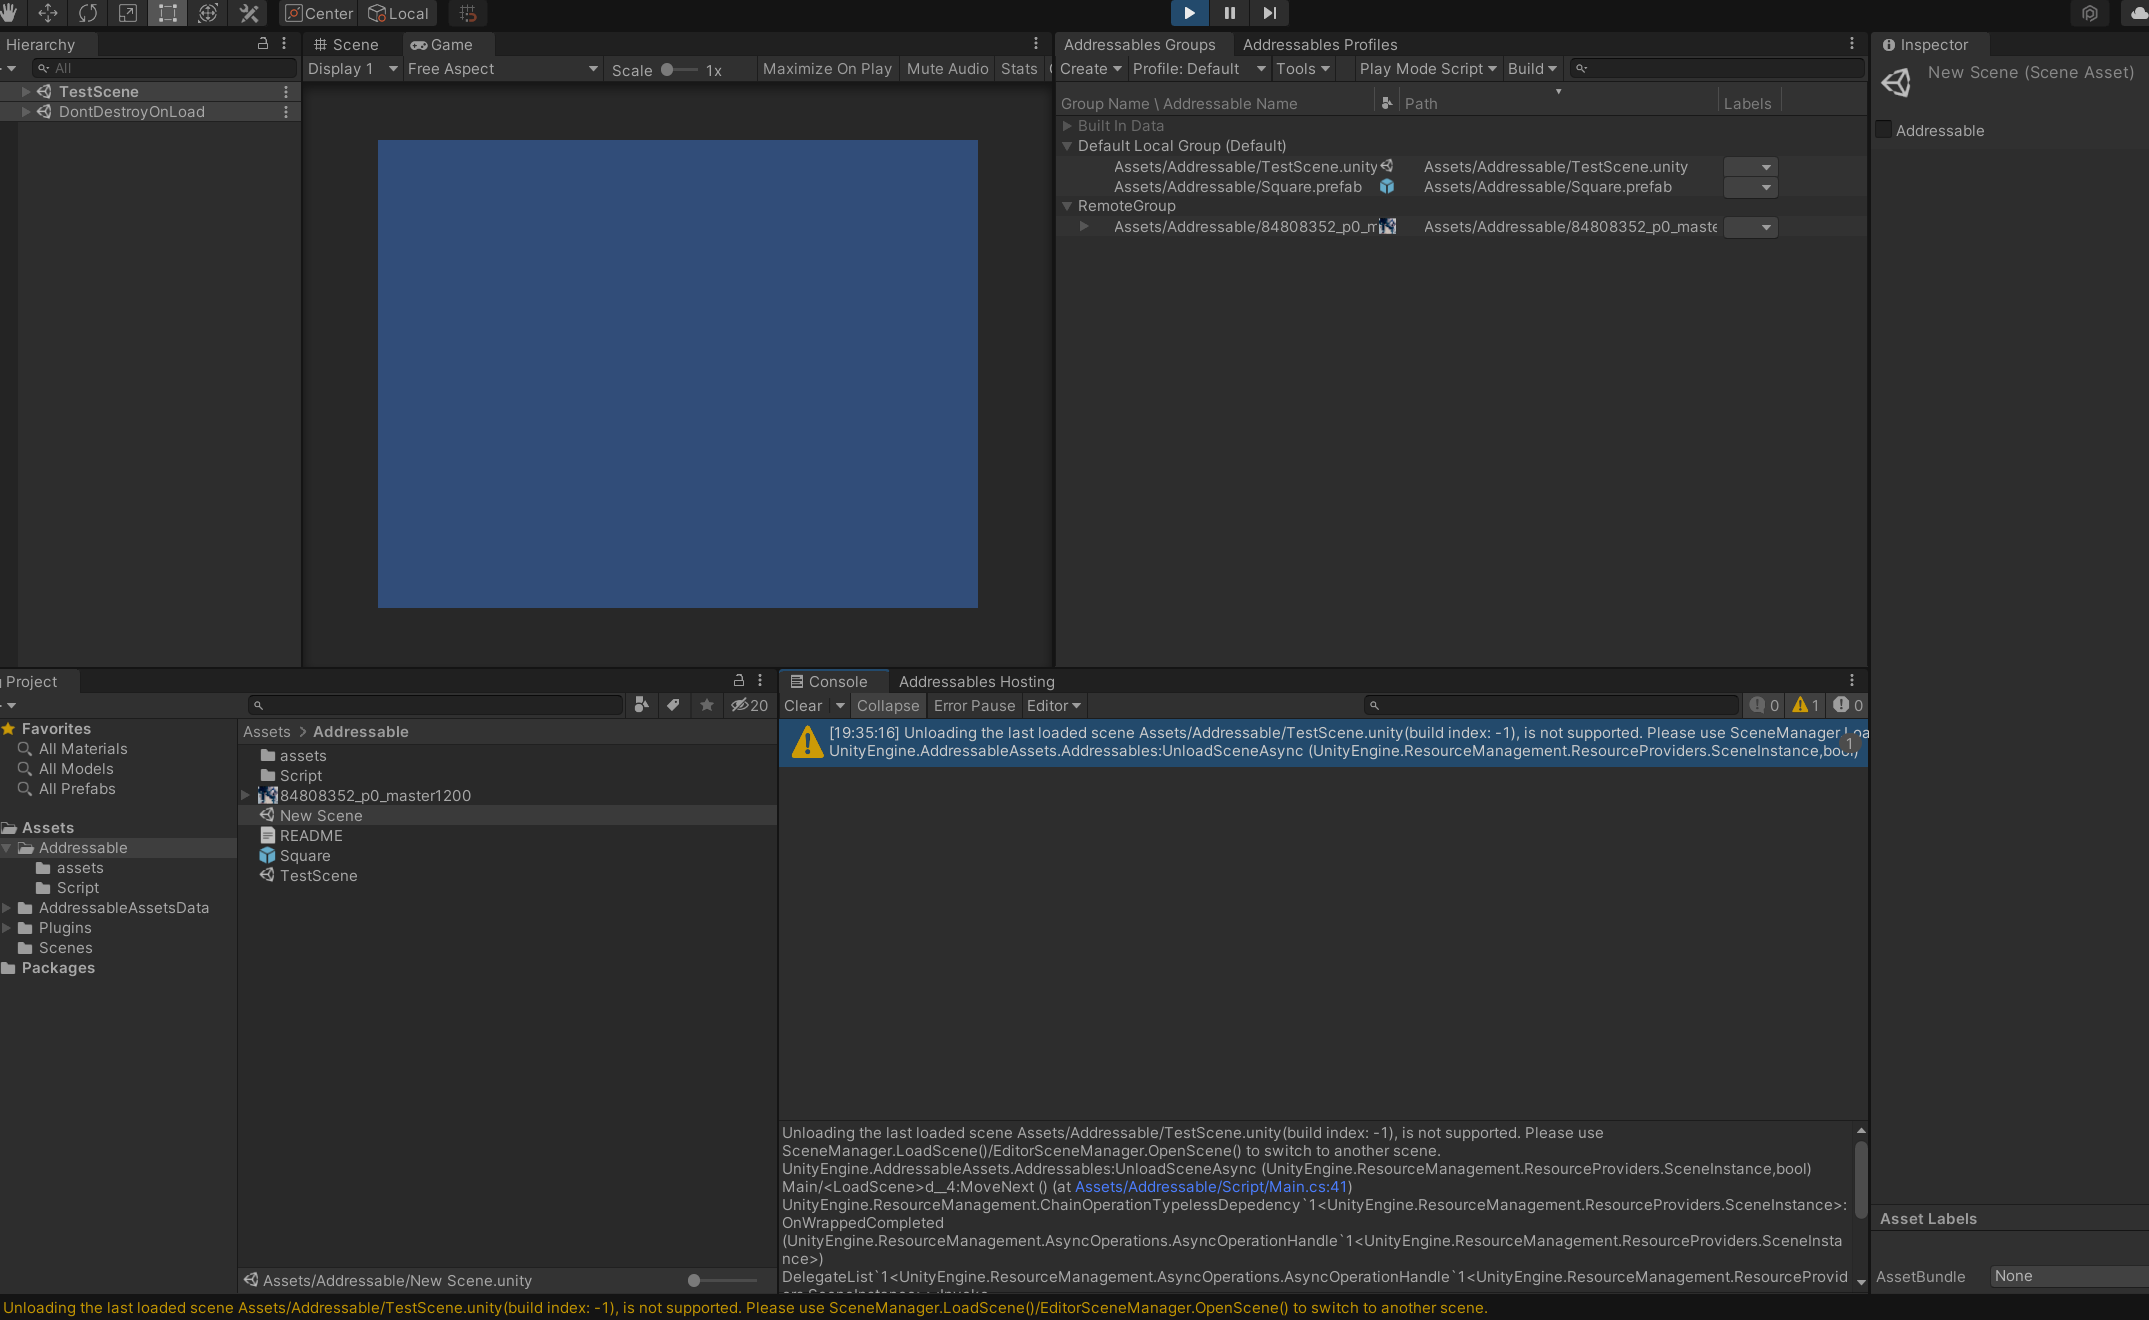 Center
Local
Hierarchy
All
TestScene
DontDestroyOnLoad
Scene
Game
Display 1
Free Aspect
Scale
1x
Maximize On Play
Mute Audio
Stats
Addressables Groups
Addressables Profiles
Create
Profile: Default
Tools
Play Mode Script
Build
Group Name \ Addressable Name
Path
Labels
Built In Data
Default Local Group (Default)
Assets/Addressable/TestScene.unity
Assets/Addressable/TestScene.unity
Assets/Addressable/Square.prefab
Assets/Addressable/Square.prefab
RemoteGroup
Assets/Addressable/84808352_p0_m
Assets/Addressable/84808352_p0_maste
Inspector
New Scene (Scene Asset)
Addressable
Project
20
Favorites
All Materials
All Models
All Prefabs
Assets
Addressable
assets
Script
AddressableAssetsData
Plugins
Scenes
Packages
Assets
Addressable
assets
Script
84808352_p0_master1200
New Scene
README
Square
TestScene
Assets/Addressable/New Scene.unity
Console
Addressables Hosting
Clear
Collapse
Error Pause
Editor
0
1
0
[19:35:16] Unloading the last loaded scene Assets/Addressable/TestScene.unity(build index: -1), is not supported. Please use SceneManager.Loa
UnityEngine.AddressableAssets.Addressables:UnloadSceneAsync (UnityEngine.ResourceManagement.ResourceProviders.SceneInstance,bool)
1
Unloading the last loaded scene Assets/Addressable/TestScene.unity(build index: -1), is not supported. Please use
SceneManager.LoadScene()/EditorSceneManager.OpenScene() to switch to another scene.
UnityEngine.AddressableAssets.Addressables:UnloadSceneAsync (UnityEngine.ResourceManagement.ResourceProviders.SceneInstance,bool)
Main/<LoadScene>d__4:MoveNext () (at Assets/Addressable/Script/Main.cs:41)
UnityEngine.ResourceManagement.ChainOperationTypelessDepedency`1<UnityEngine.ResourceManagement.ResourceProviders.SceneInstance>:
OnWrappedCompleted
(UnityEngine.ResourceManagement.AsyncOperations.AsyncOperationHandle`1<UnityEngine.ResourceManagement.ResourceProviders.SceneInsta
nce>)
DelegateList`1<UnityEngine.ResourceManagement.AsyncOperations.AsyncOperationHandle`1<UnityEngine.ResourceManagement.ResourceProvid
Asset Labels
AssetBundle
None
Unloading the last loaded scene Assets/Addressable/TestScene.unity(build index: -1), is not supported. Please use SceneManager.LoadScene()/EditorSceneManager.OpenScene() to switch to another scene.